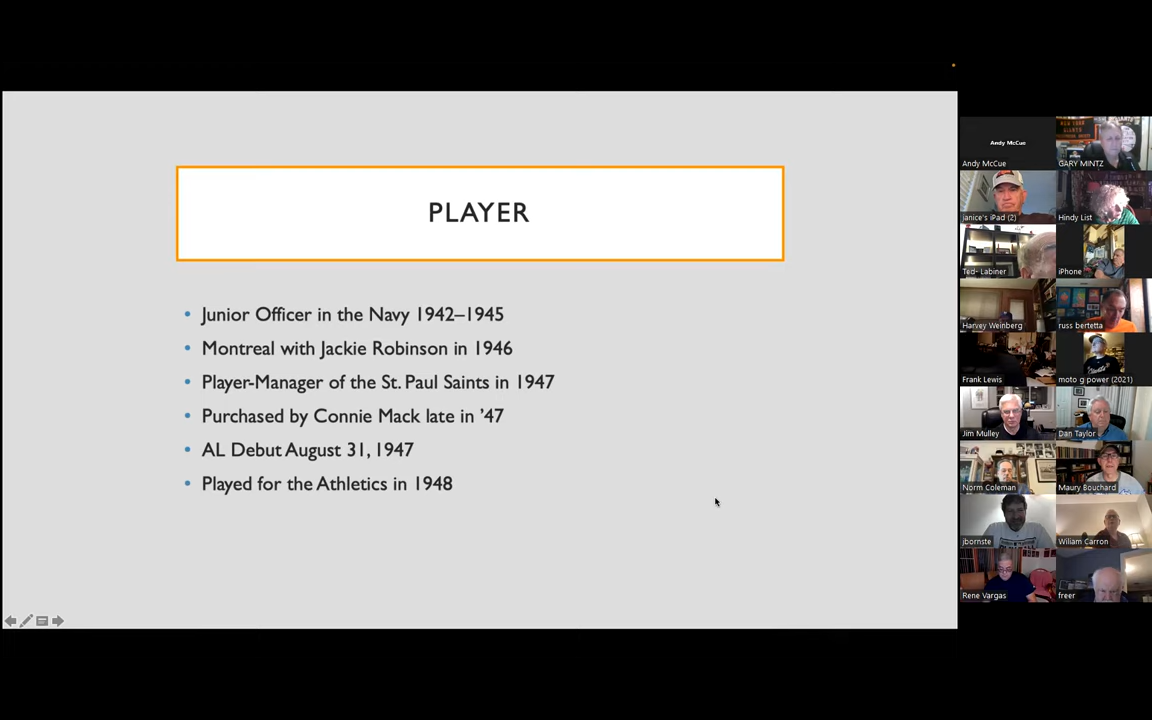 PLAYER
Junior Officer in the Navy 1942–1945
Montreal with Jackie Robinson in 1946
Player-Manager of the St. Paul Saints in 1947
Purchased by Connie Mack late in ’47
AL Debut August 31, 1947
Played for the Athletics in 1948
Andy McCue
Andy McCue
GARY MINTZ
janice's iPad (2)
Hindy List
Ted- Labiner
iPhone
Harvey Weinberg
russ bertetta
Frank Lewis
moto g power (2021)
Jim Mulley
Dan Taylor
Norm Coleman
Maury Bouchard
jbornste
Wiliam Carron
Rene Vargas
freer